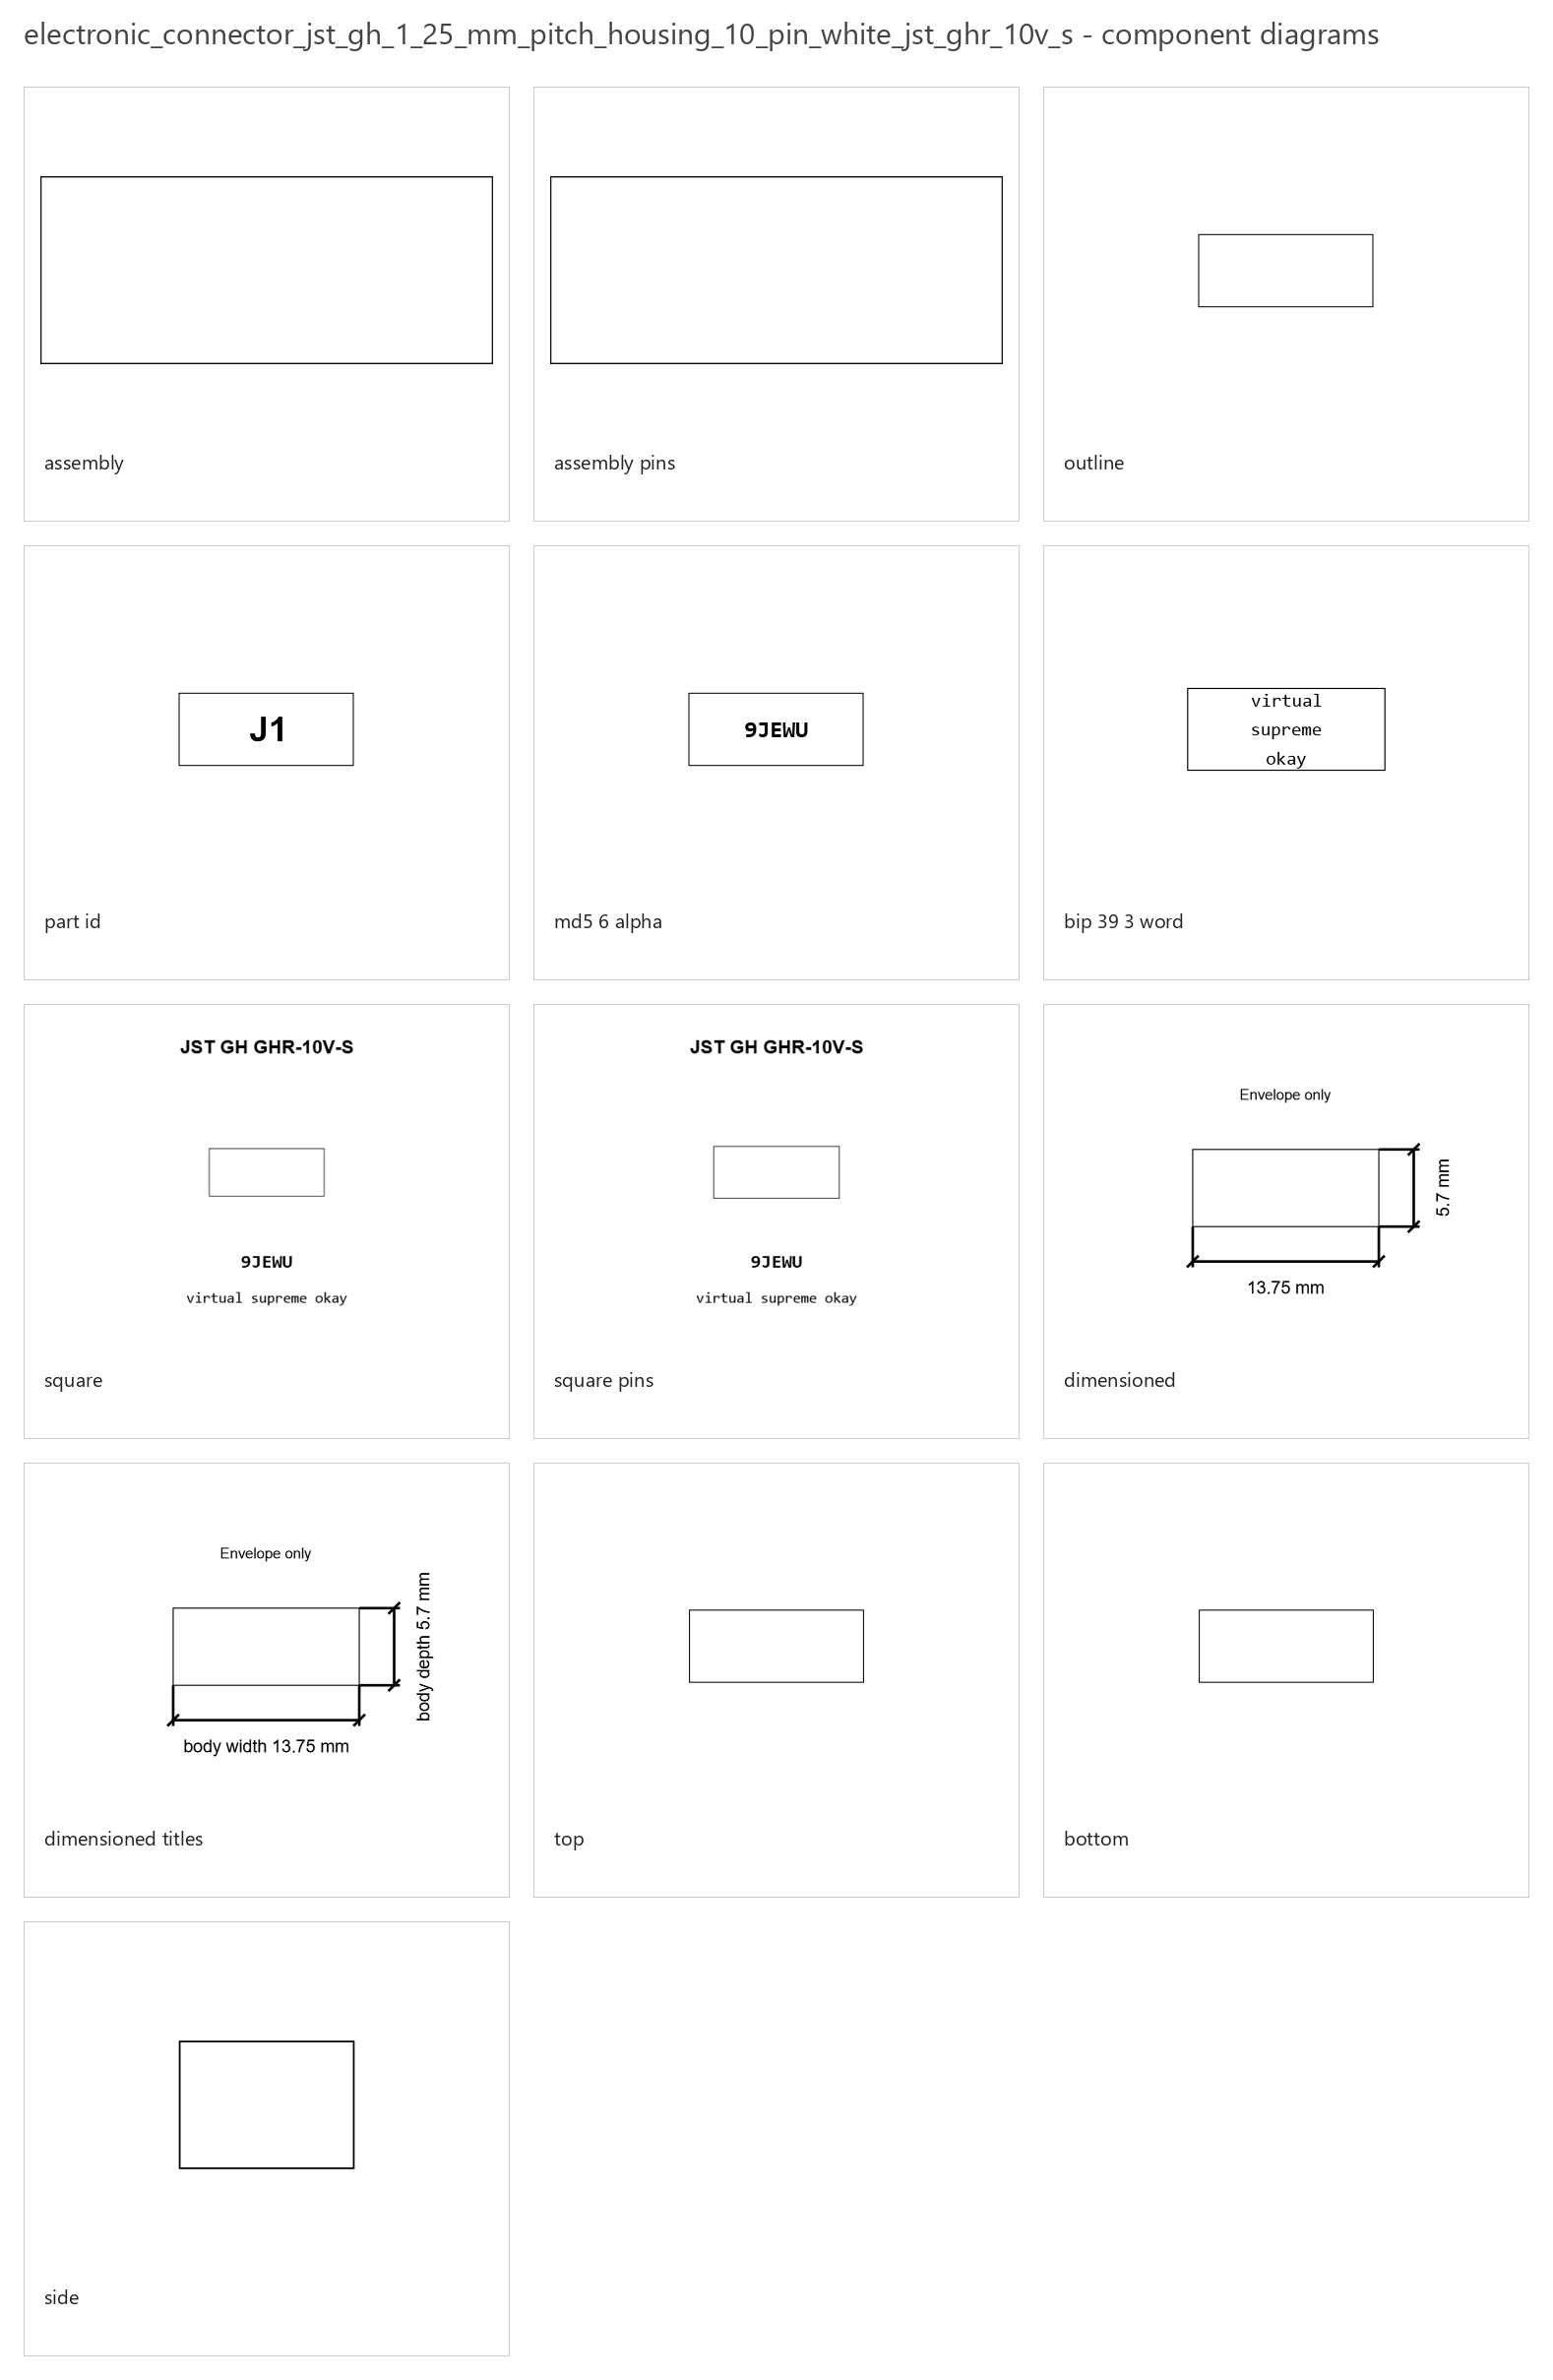 electronic_connector_jst_gh_1_25_mm_pitch_housing_10_pin_white_jst_ghr_10v_s - component diagrams
assembly
assembly pins
outline
J1
part id
9JEWU
md5 6 alpha
virtual
supreme
okay
bip 39 3 word
JST GH GHR-10V-S
9JEWU
virtual supreme okay
square
JST GH GHR-10V-S
9JEWU
virtual supreme okay
square pins
Envelope only
5.7 mm
13.75 mm
dimensioned
Envelope only
body depth 5.7 mm
body width 13.75 mm
dimensioned titles
top
bottom
side